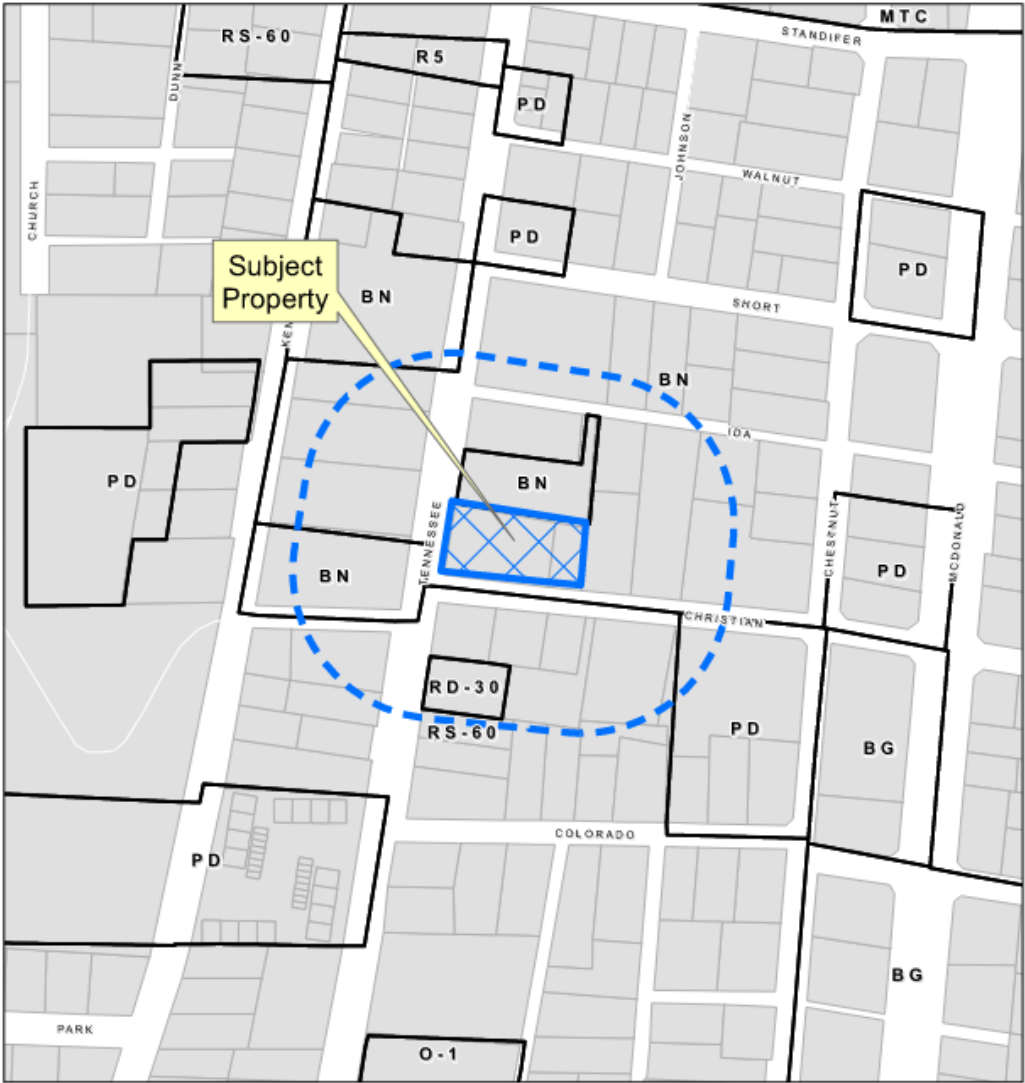 MTC
RS-60
STANDIFER
R5
DUNN
PD
JOHNSON
WALNUT
CHURCH
PD
PD
Subject
Property
BN
SHORT
BN
IDA
PD
BN
TENNESSEE
CHESTNUT
MCDONALD
BN
PD
CHRISTIAN
RD-30
RS-60
PD
BG
COLORADO
PD
BG
PARK
O-1